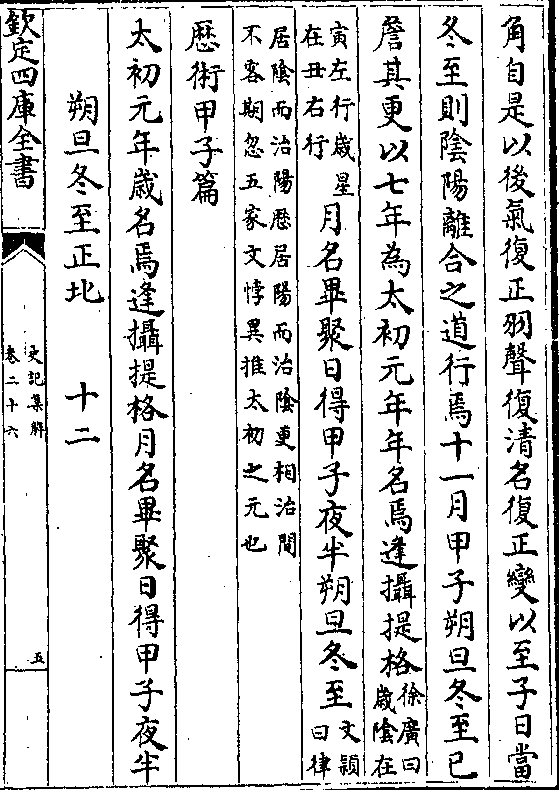 角自是以後氣復正羽聲復清名復正變以至子日當
冬至則陰陽離合之道行焉十一月甲子朔旦冬至已
詹其更以七年為太初元年年名焉逢攝提格徐廣曰歲陰在
寅左行歲星在丑右行月名畢聚日得甲子夜半朔旦冬至文穎曰律
居陰而治陽厯居陽而治陰更相治間
不容期忽五家文悖異推太初之元也
厯術甲子篇
太初元年歲名焉逢攝提格月名畢聚日得甲子夜半
朔旦冬至正北　十二
欽定四庫全書
史記集解
卷二十六
五